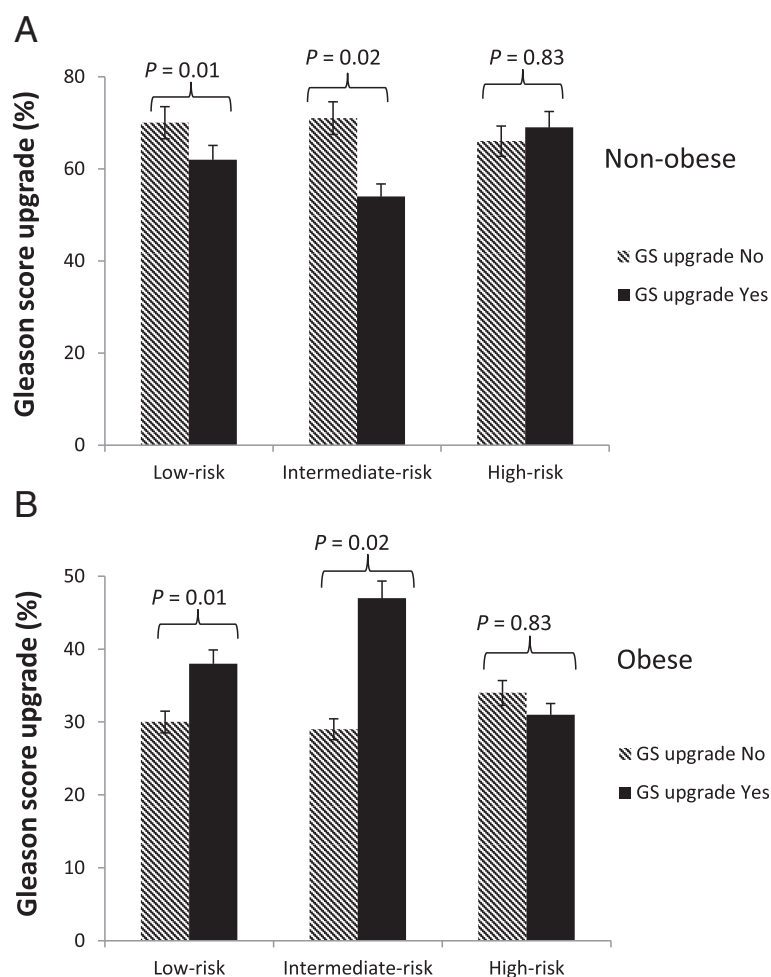 A
P = 0.01
P = 0.02
P = 0.83
Gleason score upgrade (%)
80
60
40
20
0
Non-obese
GS upgrade No
GS upgrade Yes
Low-risk
Intermediate-risk
High-risk
B
P = 0.01
P = 0.02
P = 0.83
Gleason score upgrade (%)
50
40
30
20
10
0
Obese
GS upgrade No
GS upgrade Yes
Low-risk
Intermediate-risk
High-risk